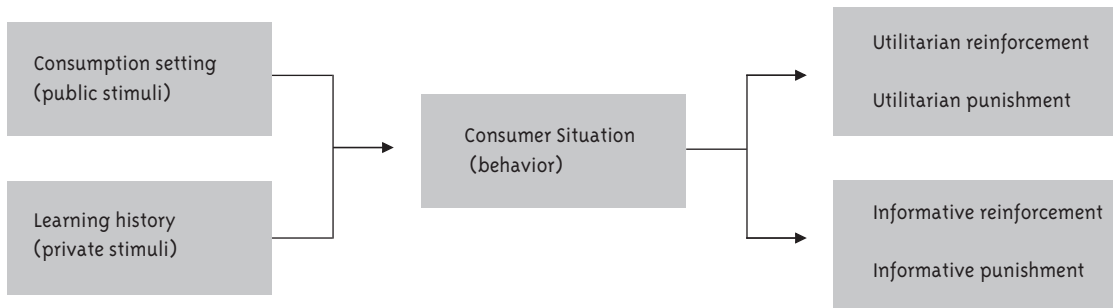 Consumption setting
(public stimuli)
Learning history
(private stimuli)
Consumer Situation
(behavior)
Utilitarian reinforcement
Utilitarian punishment
Informative reinforcement
Informative punishment